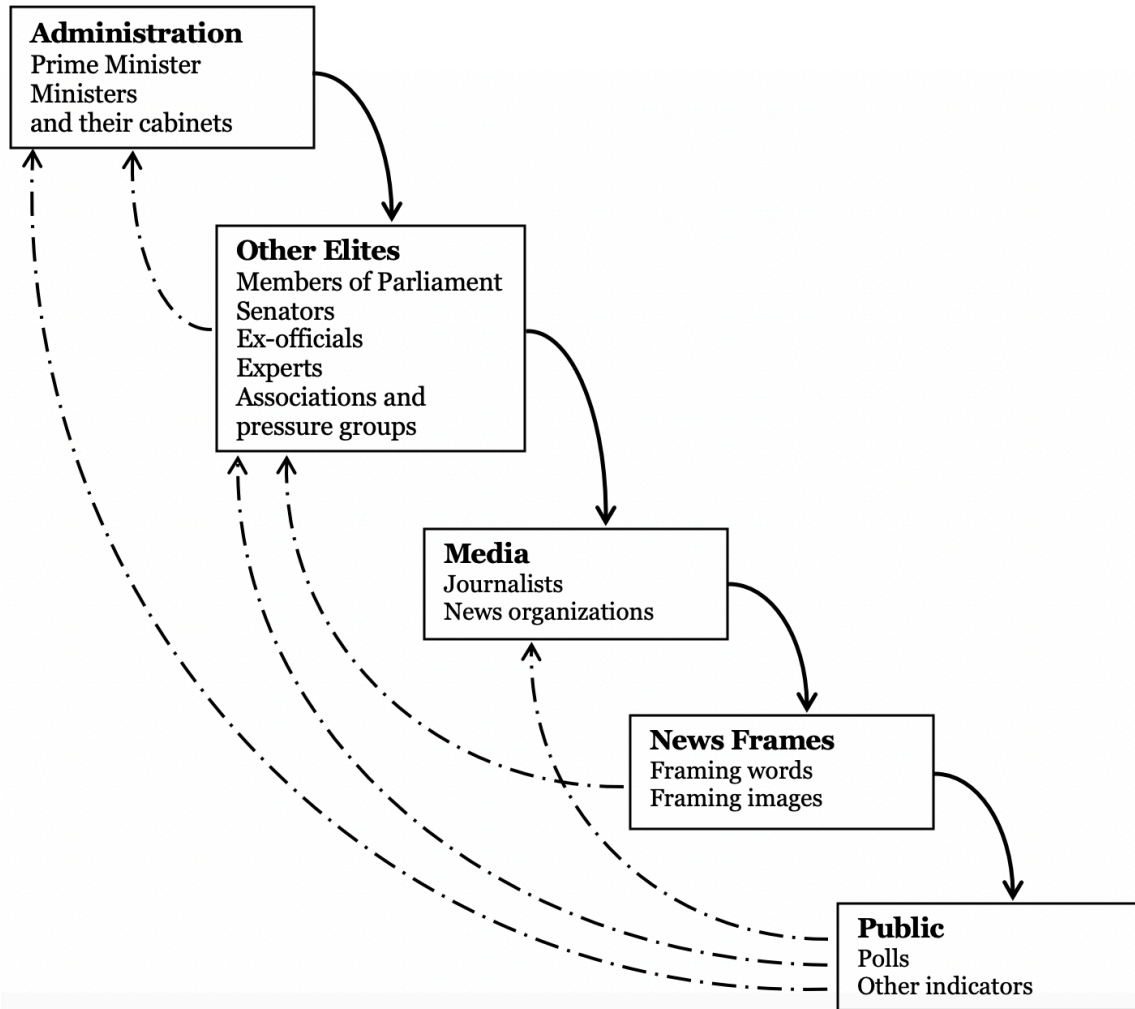 Administration
Prime Minister
Ministers
and their cabinets
Other Elites
Members of Parliament
Senators
Ex-officials
Experts
Associations and
pressure groups
Media
Journalists
News organizations
News Frames
Framing words
Framing images
Public
Polls
Other indicators